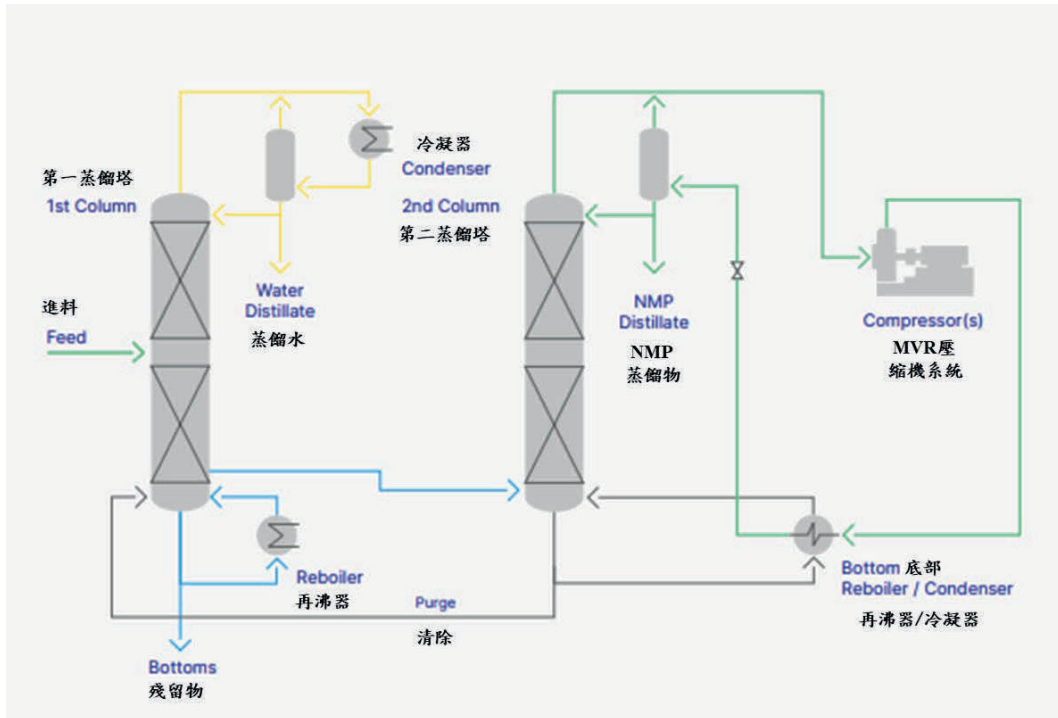 第一蒸餾塔
1st Column
冷凝器
Condenser
2nd Column
第二蒸餾塔
進料
Feed
Water
Distillate
蒸餾水
NMP
Distillate
NMP
蒸餾物
Compressor(s)
MVR壓
縮機系統
Reboiler
再沸器
Purge
清除
Bottom 底部
Reboiler / Condenser
再沸器/冷凝器
Bottoms
殘留物